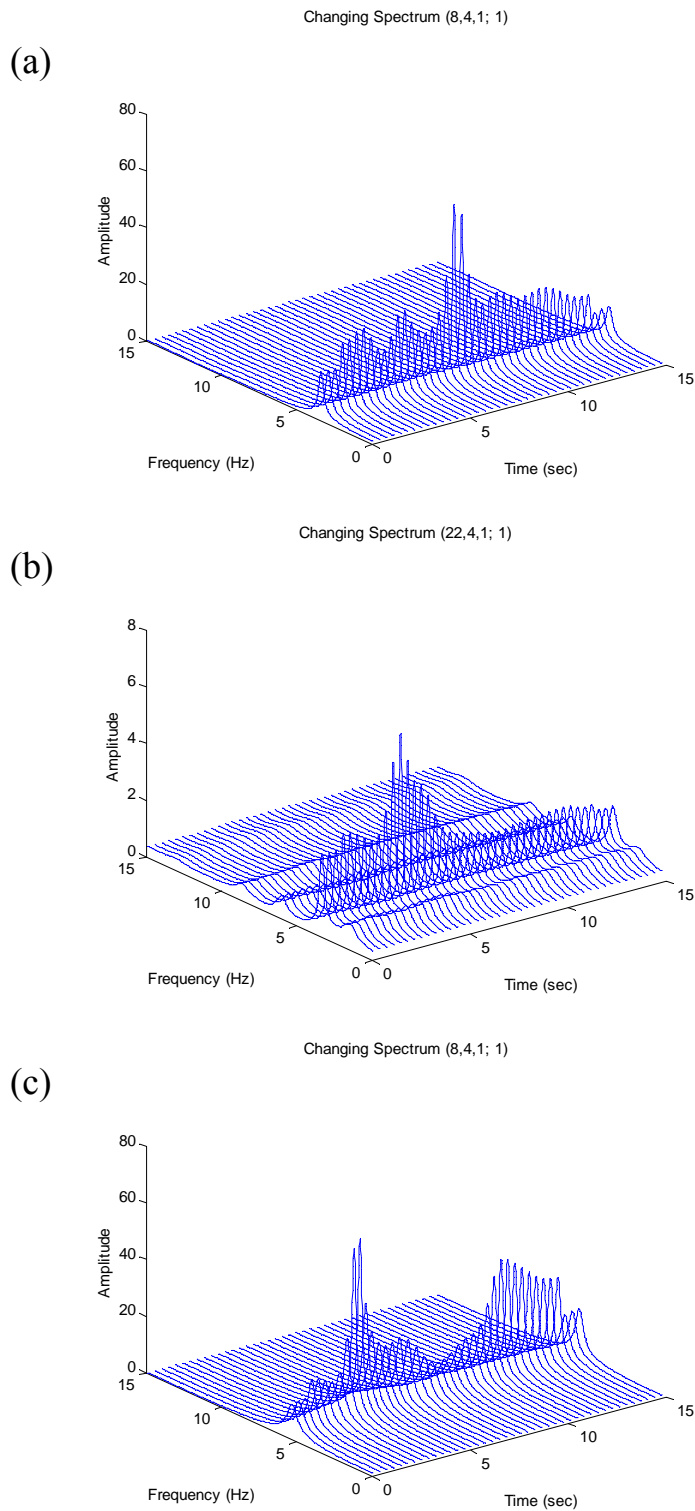 Changing Spectrum (8,4,1; 1)
(a)
80
60
40
20
0
Amplitude
15
10
5
0
Frequency (Hz)
0
5
10
15
Time (sec)
Changing Spectrum (22,4,1; 1)
(b)
8
6
4
2
0
Amplitude
15
10
5
0
Frequency (Hz)
0
5
10
15
Time (sec)
Changing Spectrum (8,4,1; 1)
(c)
80
60
40
20
0
Amplitude
15
10
5
0
Frequency (Hz)
0
5
10
15
Time (sec)